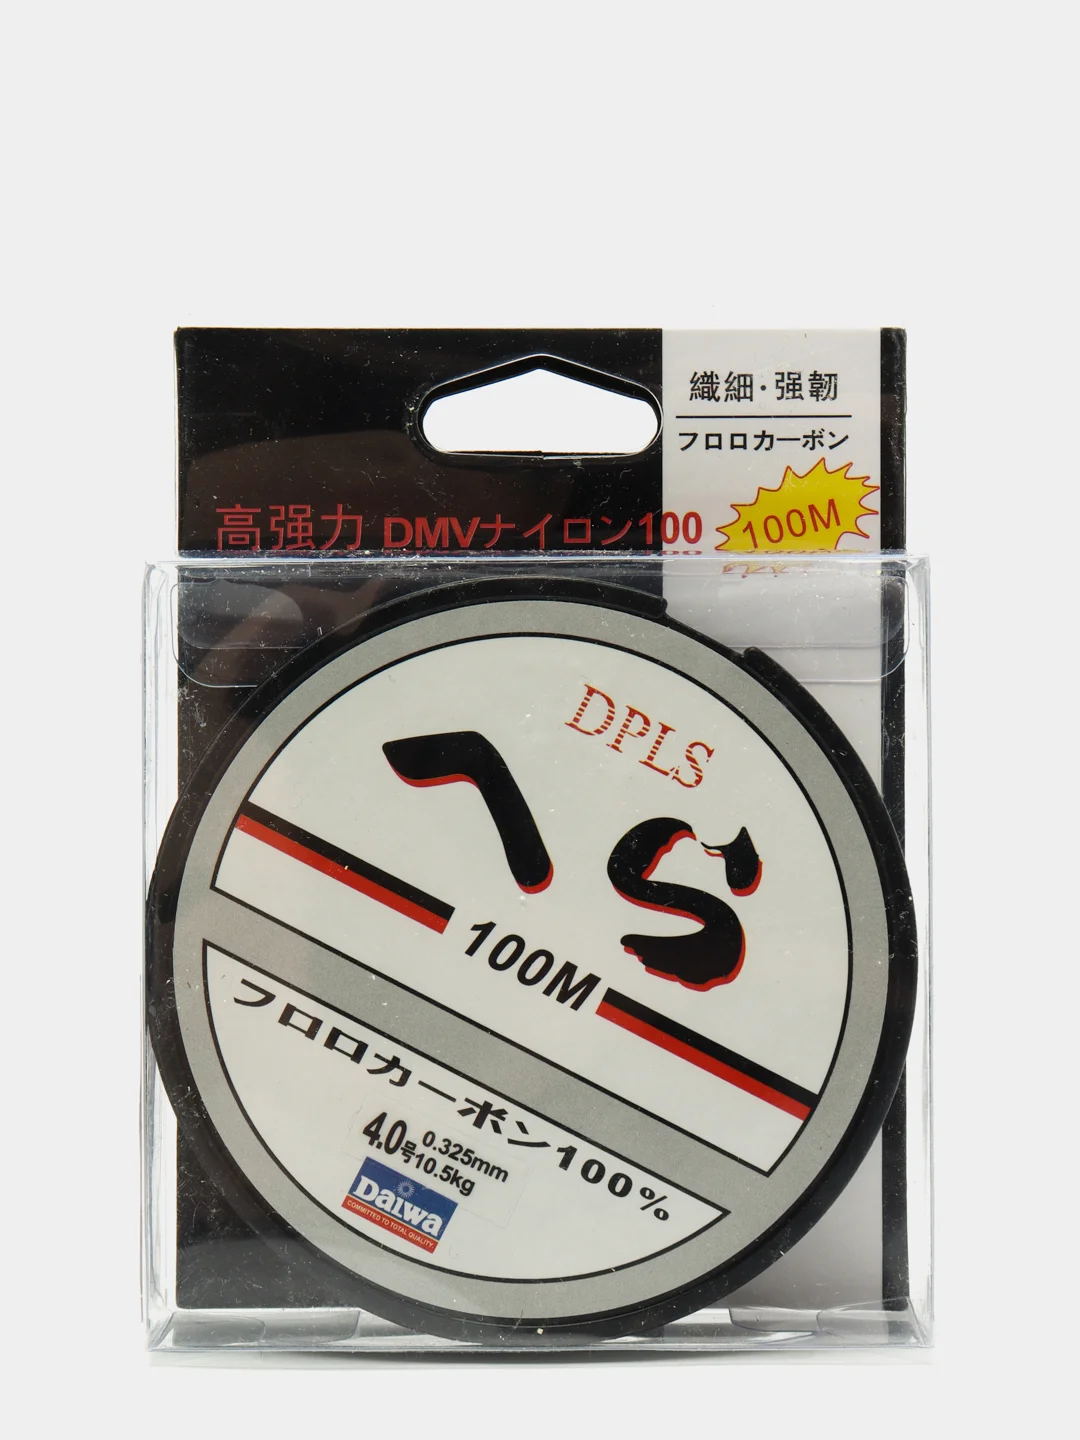 織細·强韌
フロロカーボン
高强力 DMVナイロン100
100M
DPLS
へら
100M
フロロカーボン100%
4.0号 0.325mm
10.5kg
Daiwa
COMMITTED TO TOTAL QUALITY